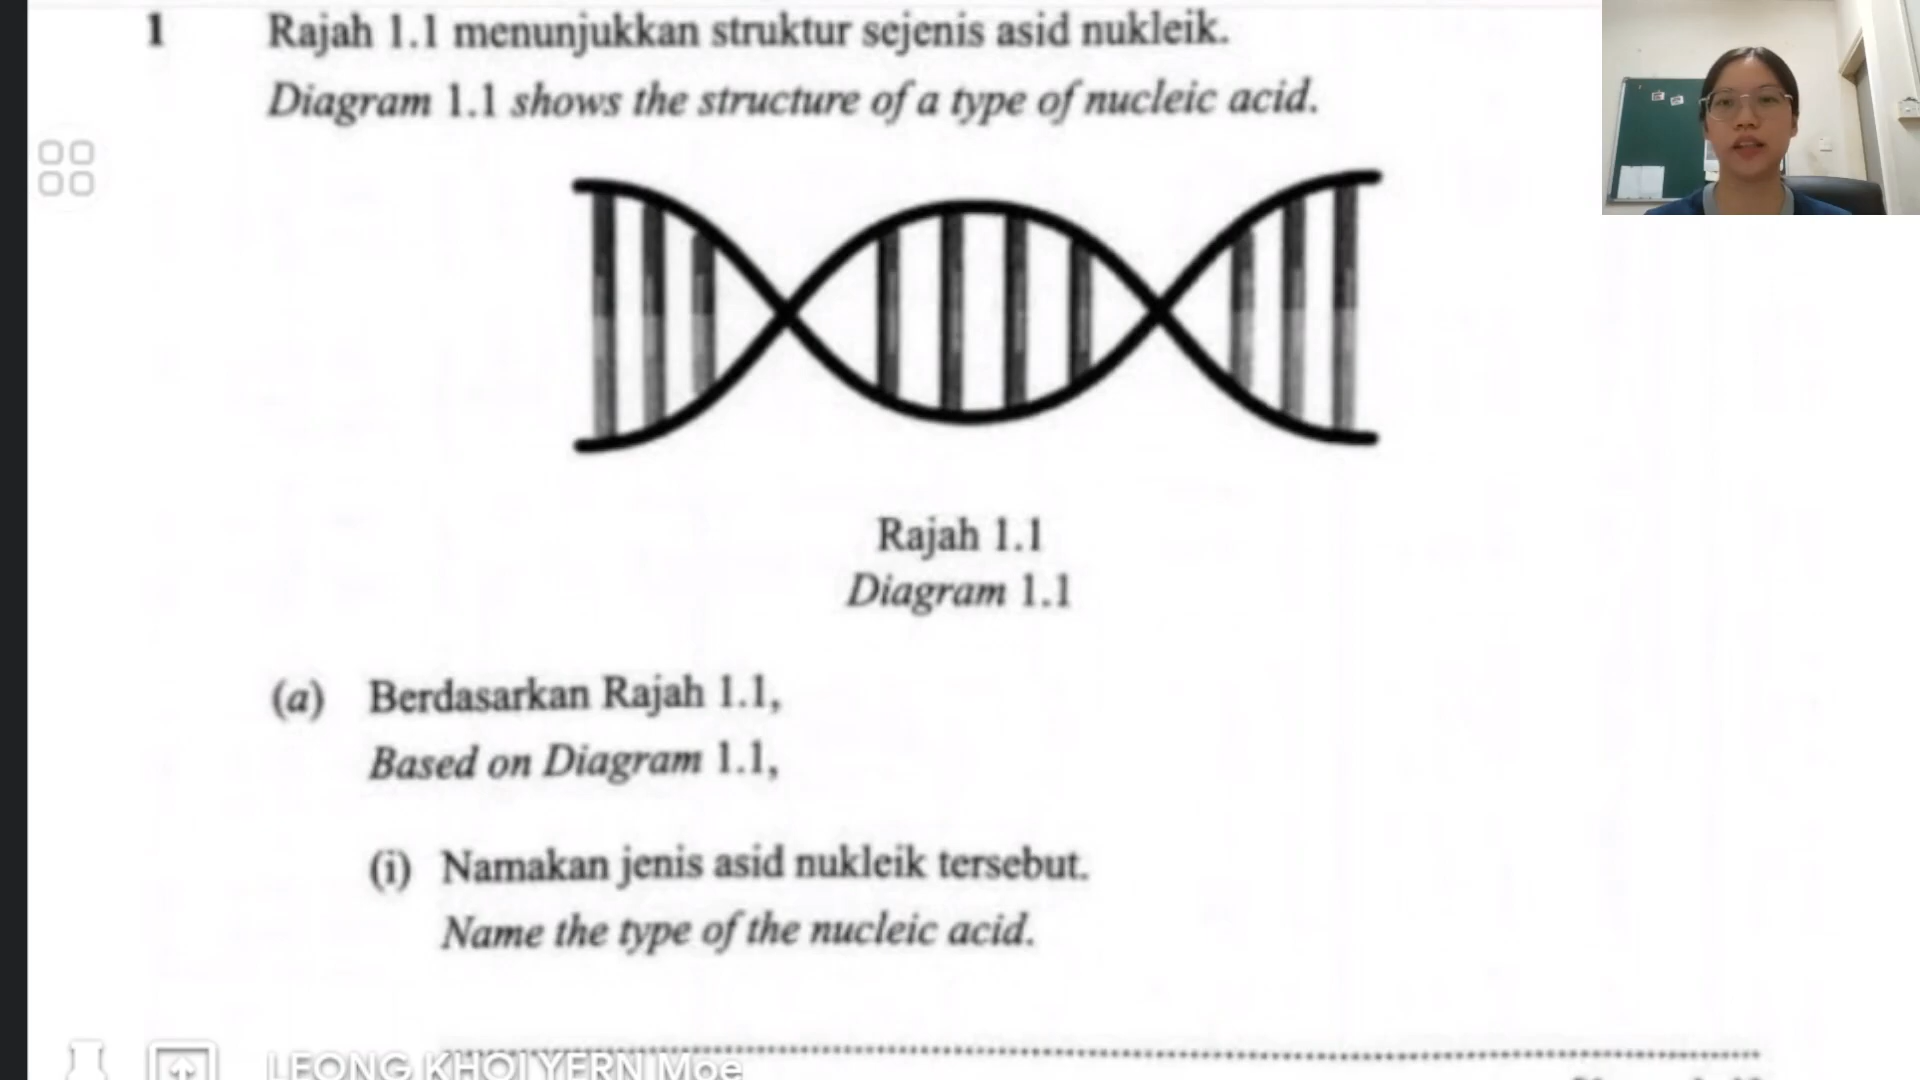 1 Rajah 1.1 menunjukkan struktur sejenis asid nukleik.
Diagram 1.1 shows the structure of a type of nucleic acid.
Rajah 1.1
Diagram 1.1
(a) Berdasarkan Rajah 1.1,
Based on Diagram 1.1,
(i) Namakan jenis asid nukleik tersebut.
Name the type of the nucleic acid.
LEONG KHOI YERN Moe